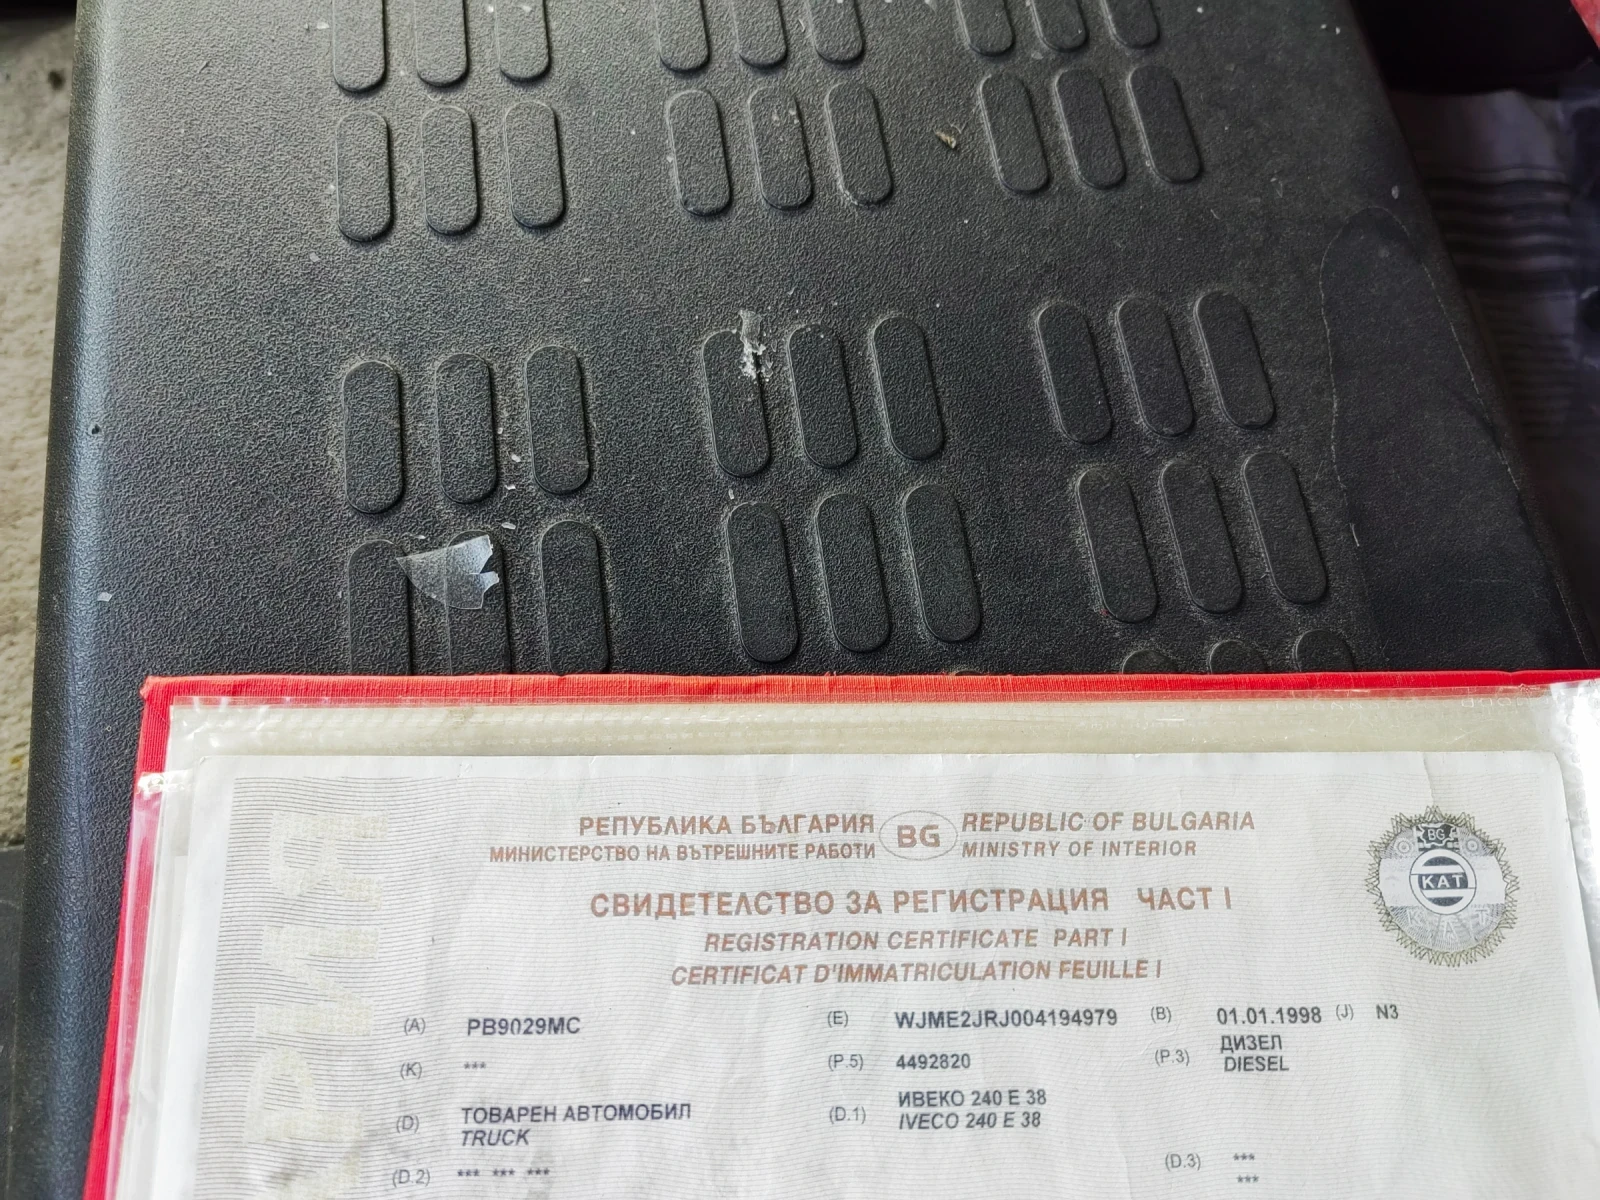 РЕПУБЛИКА БЪЛГАРИЯ BG REPUBLIC OF BULGARIA
МИНИСТЕРСТВО НА ВЪТРЕШНИТЕ РАБОТИ MINISTRY OF INTERIOR
BG
КАТ
СВИДЕТЕЛСТВО ЗА РЕГИСТРАЦИЯ ЧАСТ I
REGISTRATION CERTIFICATE PART I
CERTIFICAT D'IMMATRICULATION FEUILLE I
(A) PB9029MC (E) WJME2JRJ004194979 (B) 01.01.1998 (J) N3
(K) *** (P.5) 4492820 (P.3) ДИЗЕЛ
DIESEL
(D) ТОВАРЕН АВТОМОБИЛ (D.1) ИВЕКО 240 E 38
TRUCK IVECO 240 E 38
(D.2) *** *** *** (D.3) ***
***